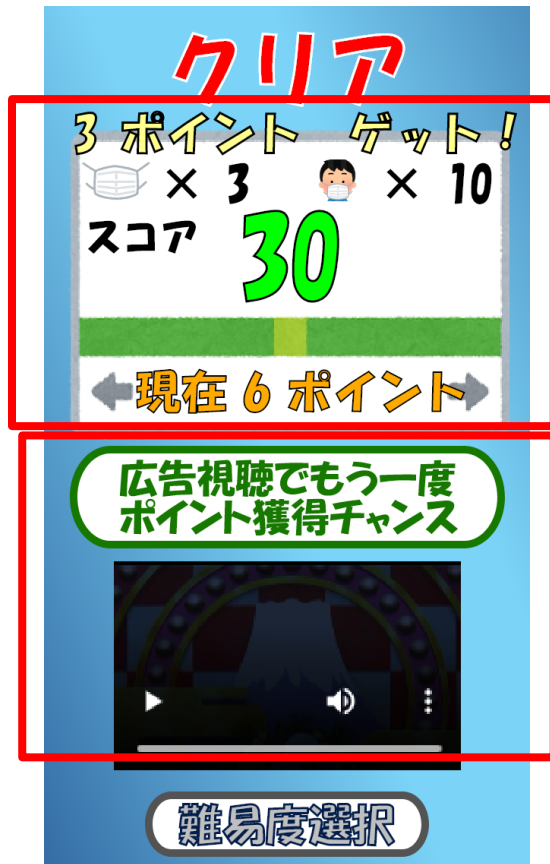 クリア
3 ポイント ゲット!
× 3 × 10
スコア 30
現在 6 ポイント
広告視聴でもう一度
ポイント獲得チャンス
難易度選択